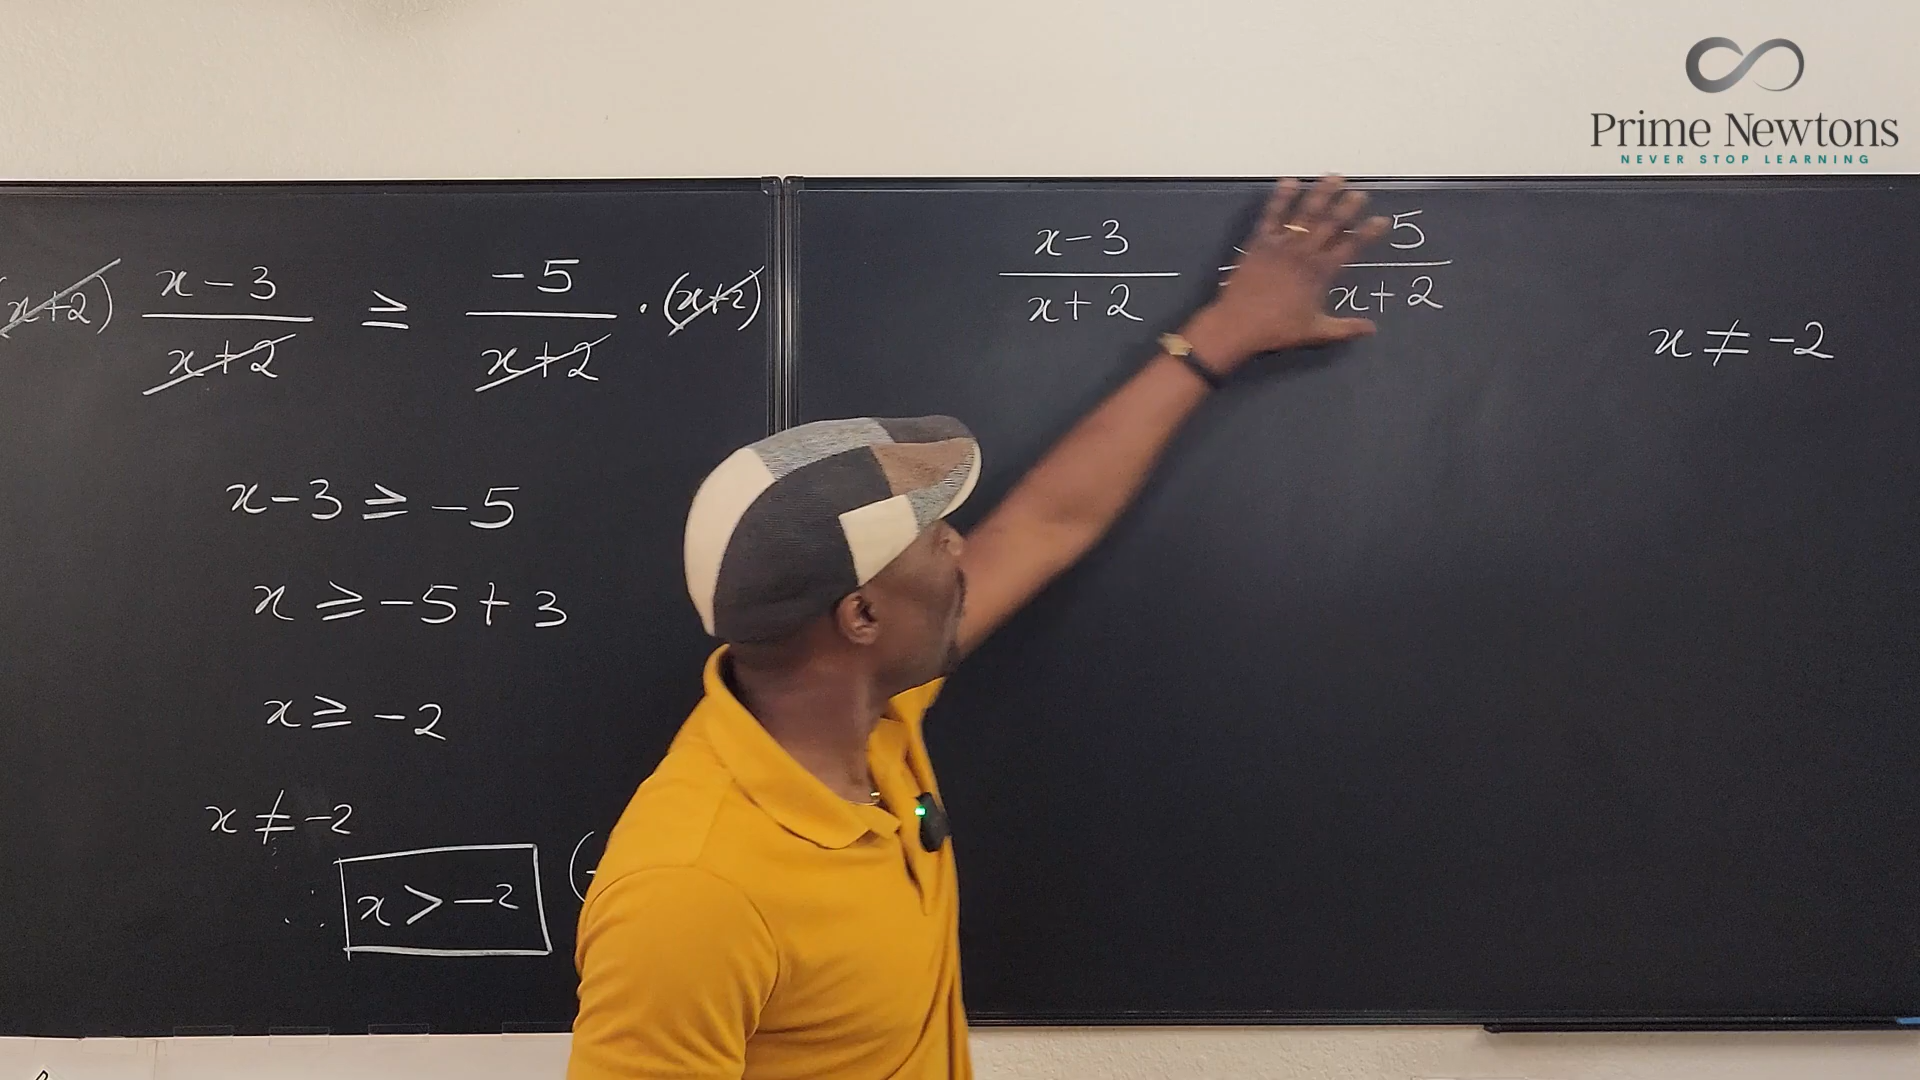 Prime Newtons
NEVER STOP LEARNING
(x+2) x-3 / x+2 ≥ -5 / x+2 · (x+2)
x-3 ≥ -5
x ≥ -5 + 3
x ≥ -2
x ≠ -2
∴ x > -2 (
x-3 / x+2 ≥ -5 / x+2
x ≠ -2